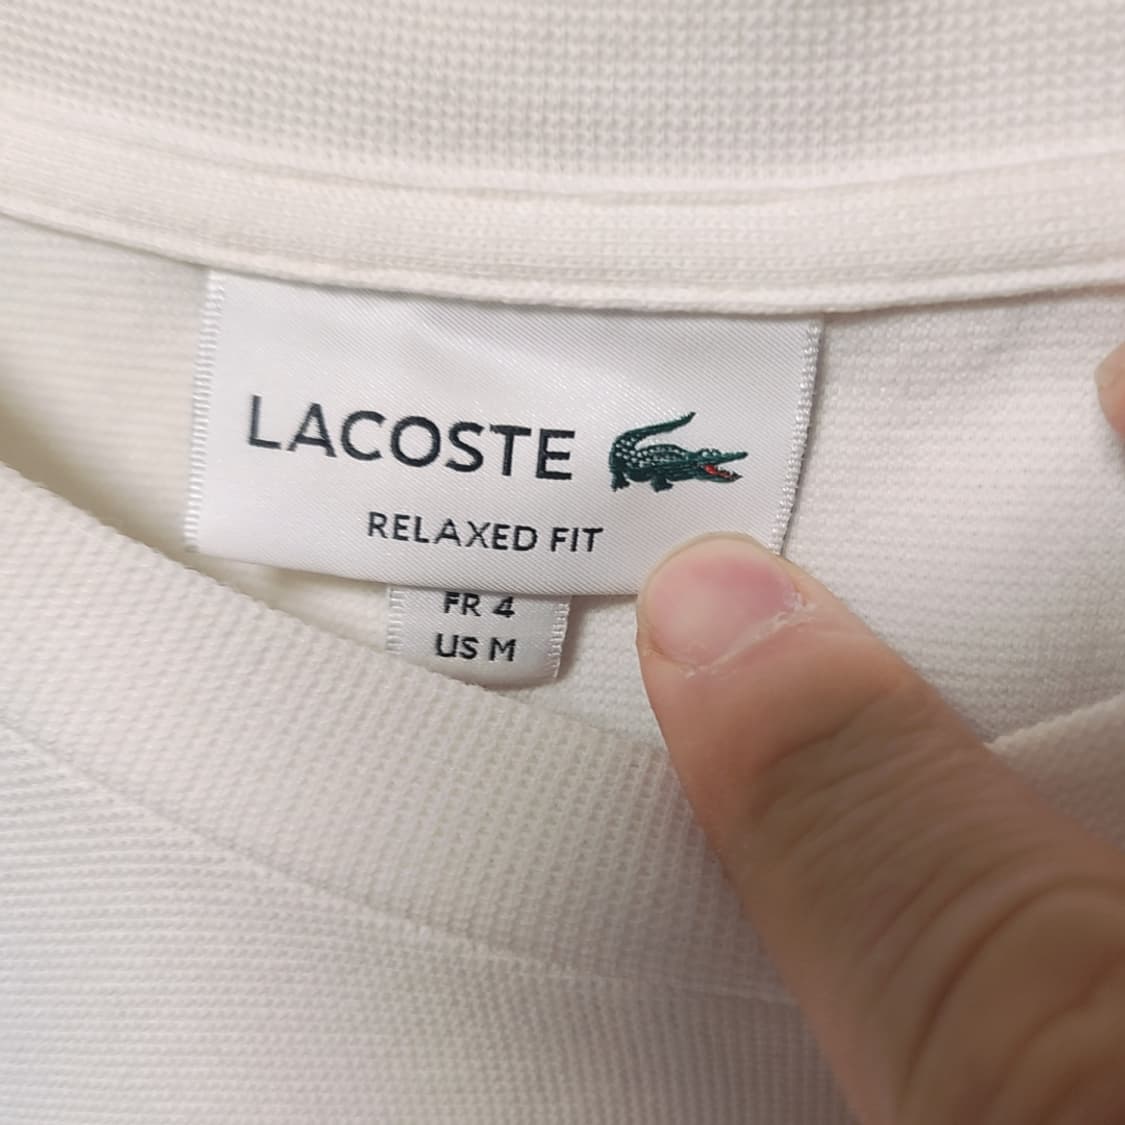 LACOSTE
RELAXED FIT
FR 4
US M